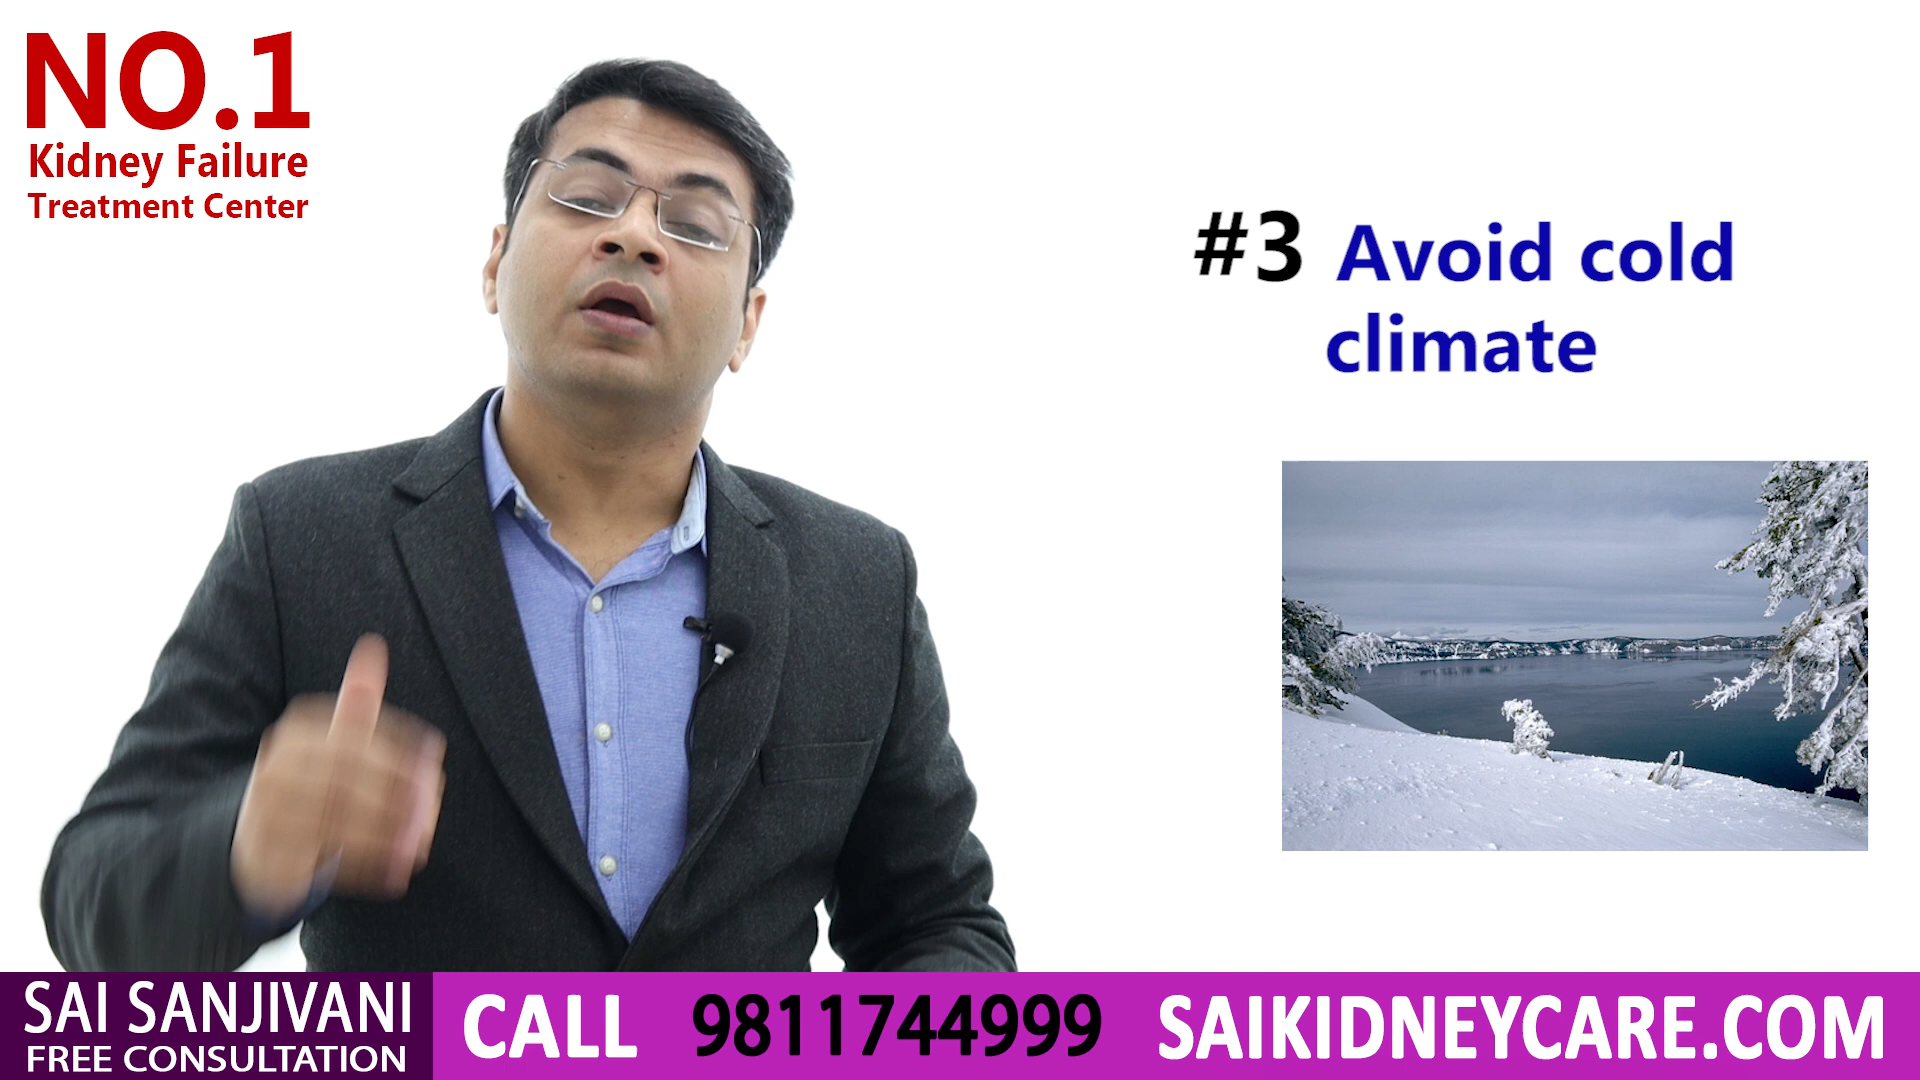 NO.1
Kidney Failure
Treatment Center
#3 Avoid cold
climate
SAI SANJIVANI
FREE CONSULTATION
CALL 9811744999 SAIKIDNEYCARE.COM